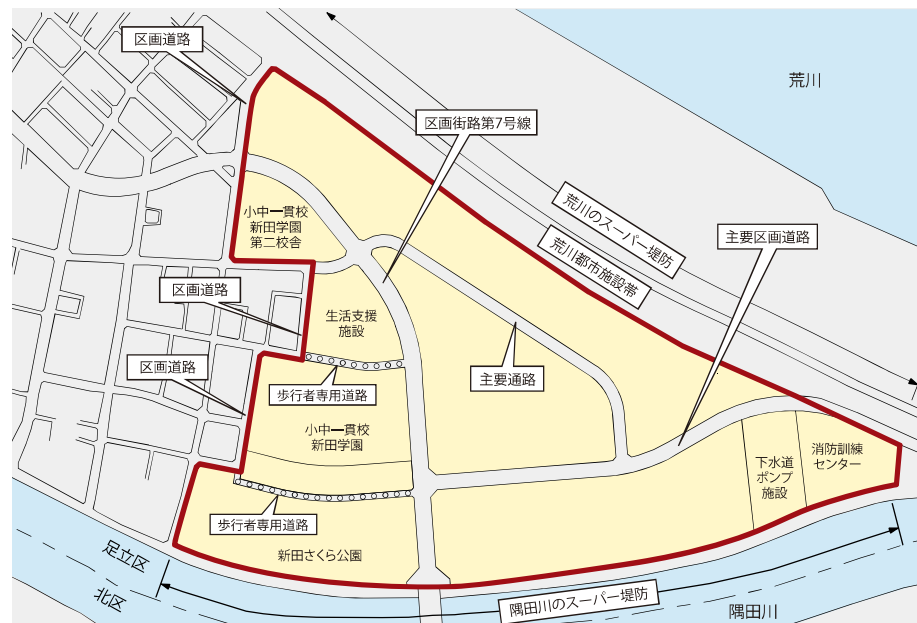 区画道路
荒川
区画街路第7号線
荒川のスーパー堤防
小中一貫校
新田学園
第二校舎
主要区画道路
荒川都市施設帯
区画道路
生活支援
施設
区画道路
主要通路
歩行者専用道路
小中一貫校
新田学園
消防訓練
センター
下水道
ポンプ
施設
歩行者専用道路
新田さくら公園
足立区
北区
隅田川のスーパー堤防
隅田川